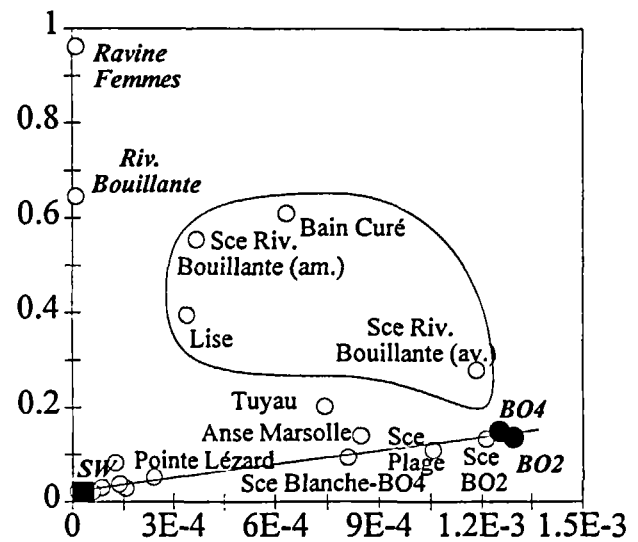 1
Ravine
Femmes
0.8
Riv.
Bouillante
0.6
Bain Curé
Sce Riv.
Bouillante (am.)
0.4
Lise
Sce Riv.
Bouillante (av.)
0.2
Tuyau
BO4
Anse Marsolle
Sce
Plage
Sce
BO2
BO2
SW
Pointe Lézard
Sce Blanche-BO4
0
0 3E-4 6E-4 9E-4 1.2E-3 1.5E-3